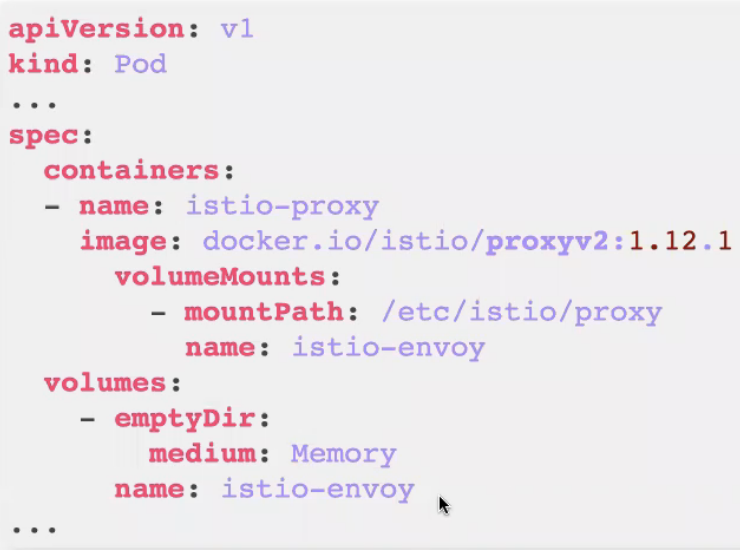 apiVersion: v1
kind: Pod
...
spec:
  containers:
  - name: istio-proxy
    image: docker.io/istio/proxyv2:1.12.1
      volumeMounts:
        - mountPath: /etc/istio/proxy
          name: istio-envoy
  volumes:
    - emptyDir:
        medium: Memory
      name: istio-envoy
...